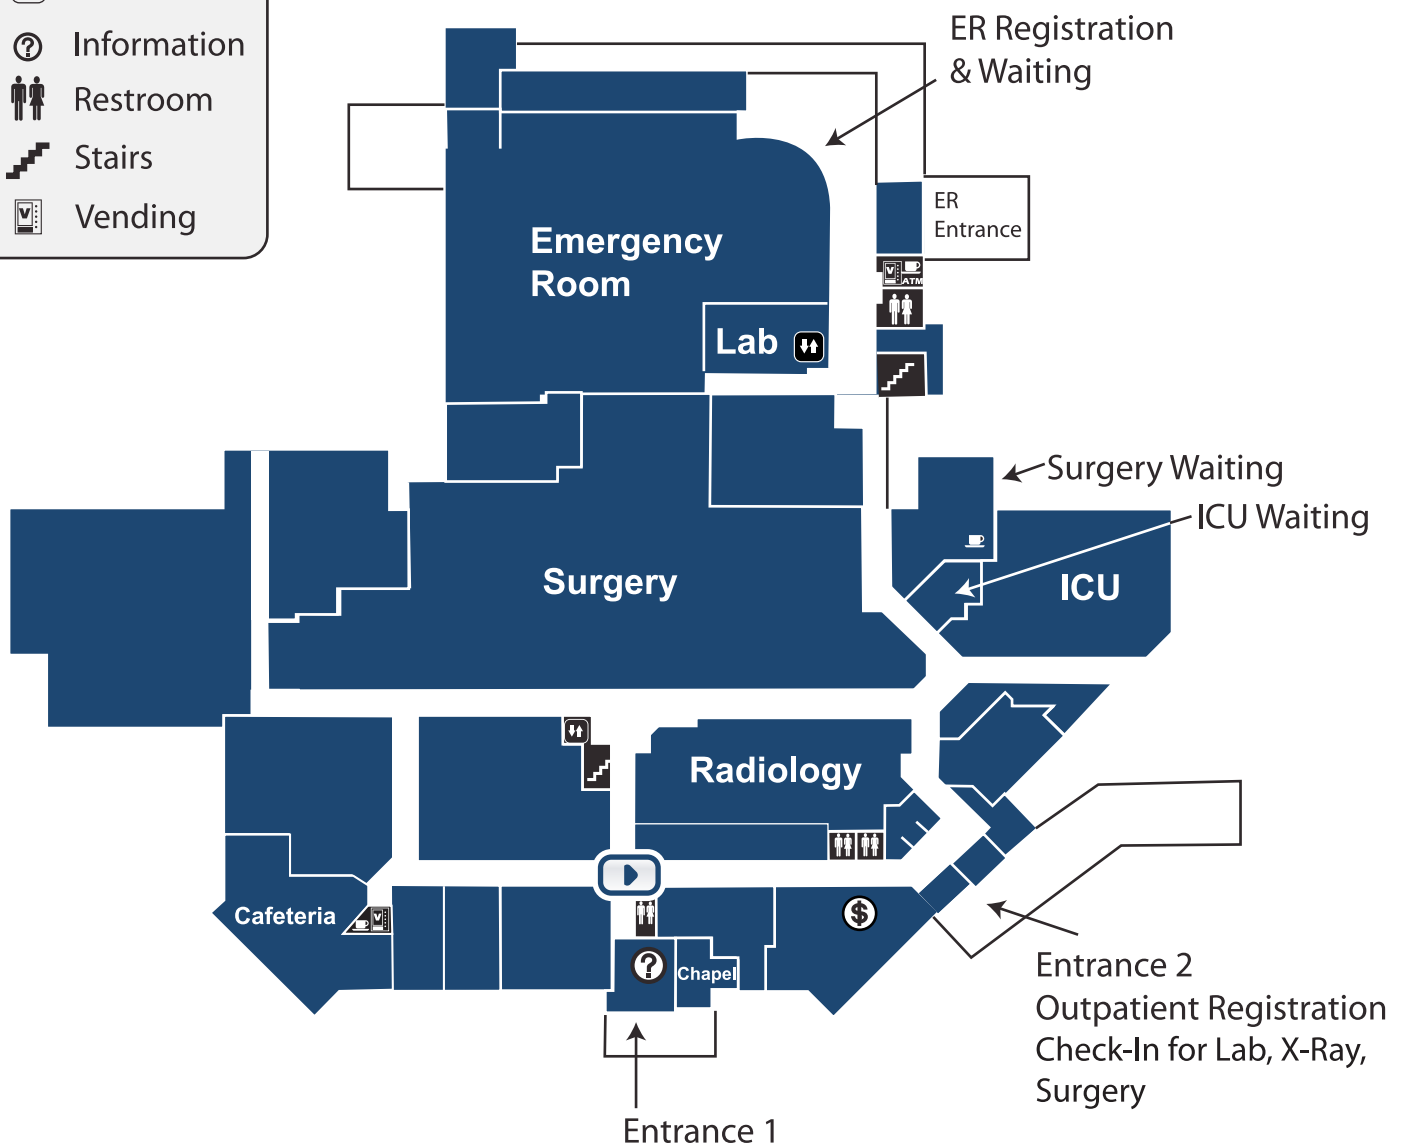 Information
Restroom
Stairs
Vending
ER Registration
& Waiting
ER
Entrance
V
ATM
Emergency
Room
Lab
Surgery Waiting
ICU Waiting
Surgery
ICU
Radiology
Cafeteria
V
$
?
Chapel
Entrance 2
Outpatient Registration
Check-In for Lab, X-Ray,
Surgery
Entrance 1